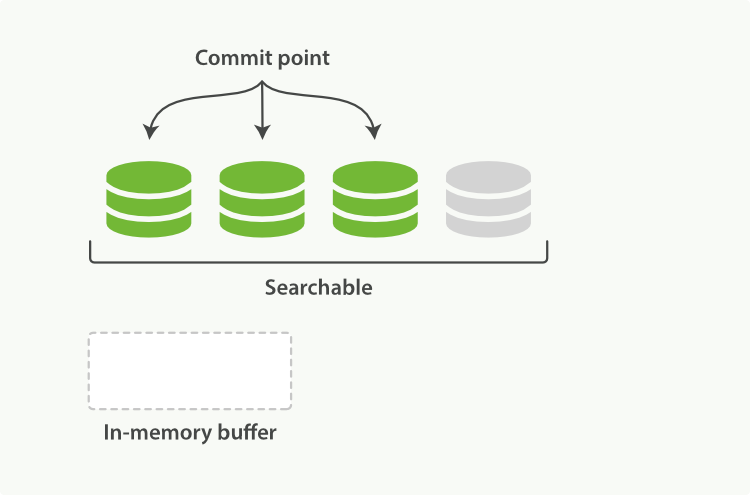 Commit point
Searchable
In-memory buffer